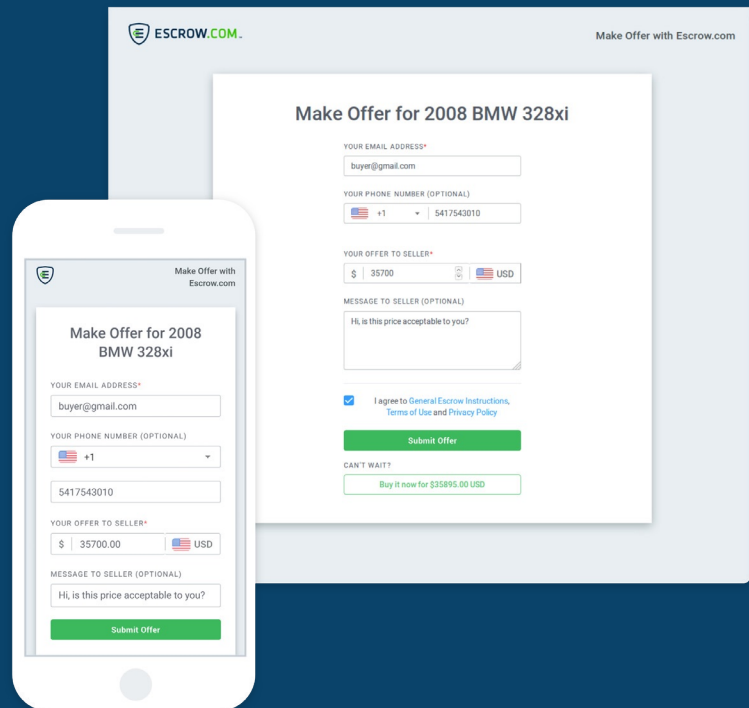 ESCROW.COM
Make Offer with Escrow.com
Make Offer for 2008 BMW 328xi
YOUR EMAIL ADDRESS*
buyer@gmail.com
YOUR PHONE NUMBER (OPTIONAL)
+1 5417543010
YOUR OFFER TO SELLER*
$ 35700 USD
MESSAGE TO SELLER (OPTIONAL)
Hi, is this price acceptable to you?
I agree to General Escrow Instructions,
Terms of Use and Privacy Policy
Submit Offer
CAN'T WAIT?
Buy it now for $35895.00 USD
Make Offer with
Escrow.com
Make Offer for 2008
BMW 328xi
YOUR EMAIL ADDRESS*
buyer@gmail.com
YOUR PHONE NUMBER (OPTIONAL)
+1
5417543010
YOUR OFFER TO SELLER*
$ 35700.00 USD
MESSAGE TO SELLER (OPTIONAL)
Hi, is this price acceptable to you?
Submit Offer